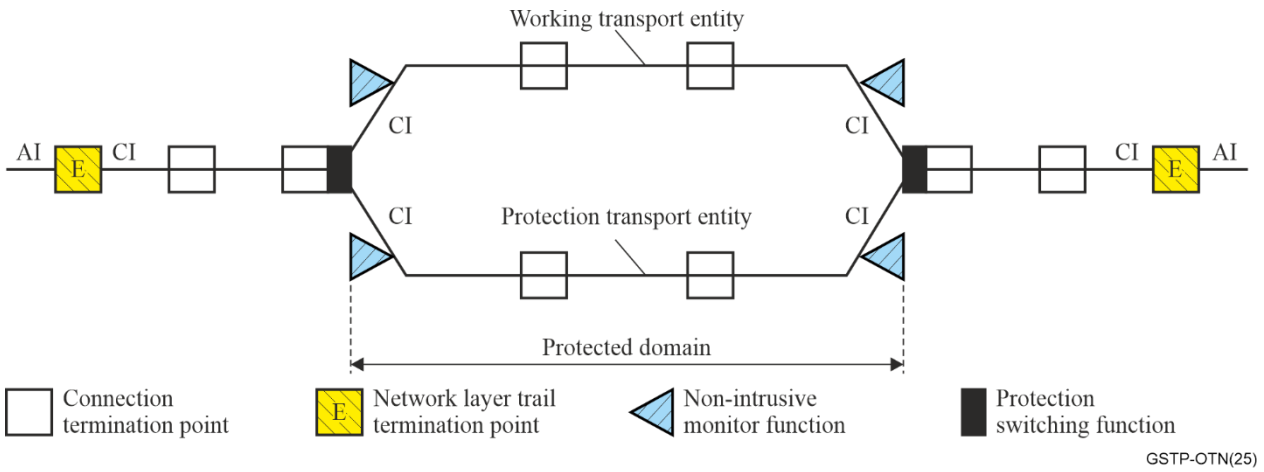 Working transport entity
CI
CI
AI
E
CI
CI
E
AI
CI
CI
Protection transport entity
Protected domain
Connection
termination point
E
Network layer trail
termination point
Non-intrusive
monitor function
Protection
switching function
GSTP-OTN(25)